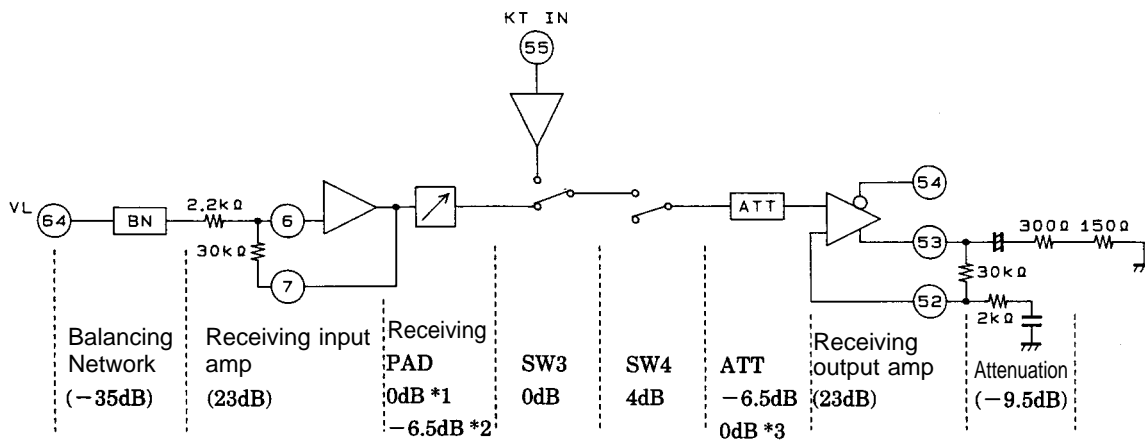 KT IN
55
VL
64
BN
2.2kΩ
6
30kΩ
7
ATT
54
53
300Ω 150Ω
30kΩ
52
2kΩ
Balancing
Network
(−35dB)
Receiving input
amp
(23dB)
Receiving
PAD
0dB *1
−6.5dB *2
SW3
0dB
SW4
4dB
ATT
−6.5dB
0dB *3
Receiving
output amp
(23dB)
Attenuation
(−9.5dB)